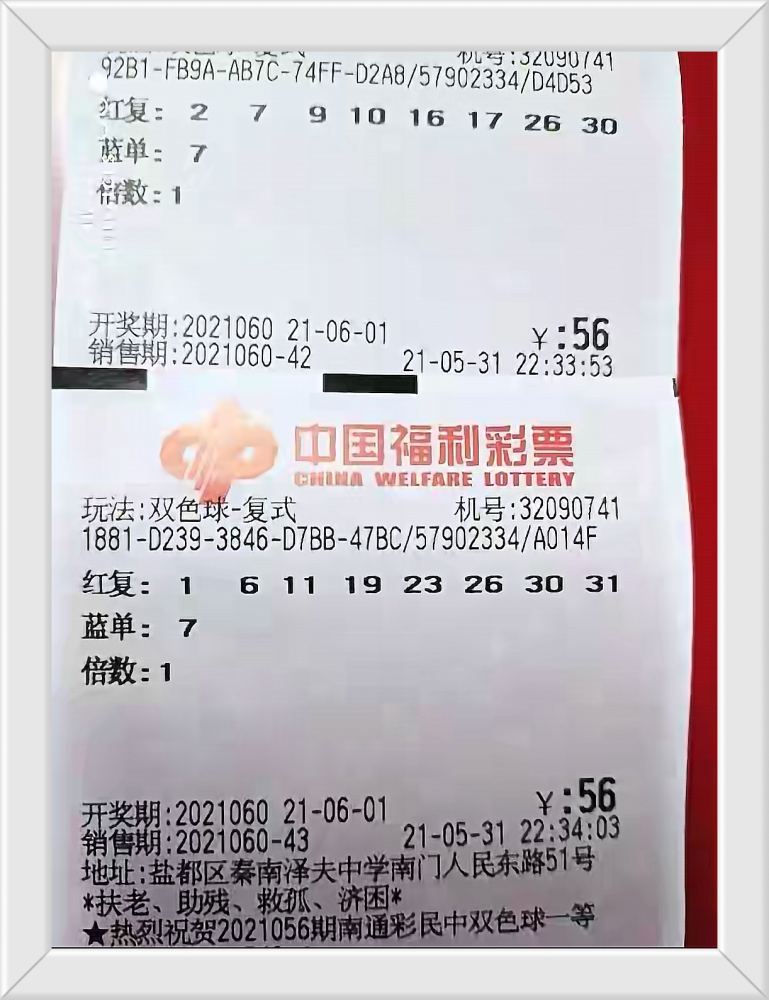 玩法:双色球-复式 机号:32090741
92B1-FB9A-AB7C-74FF-D2A8/57902334/D4D53
红复: 2 7 9 10 16 17 26 30
蓝单: 7
倍数:1
开奖期:2021060 21-06-01 ¥:56
销售期:2021060-42 21-05-31 22:33:53
中国福利彩票
CHINA WELFARE LOTTERY
玩法:双色球-复式 机号:32090741
1881-D239-3846-D7BB-47BC/57902334/A014F
红复: 1 6 11 19 23 26 30 31
蓝单: 7
倍数:1
开奖期:2021060 21-06-01 ¥:56
销售期:2021060-43 21-05-31 22:34:03
地址:盐都区秦南泽夫中学南门人民东路51号
*扶老、助残、救孤、济困*
★热烈祝贺2021056期南通彩民中双色球一等